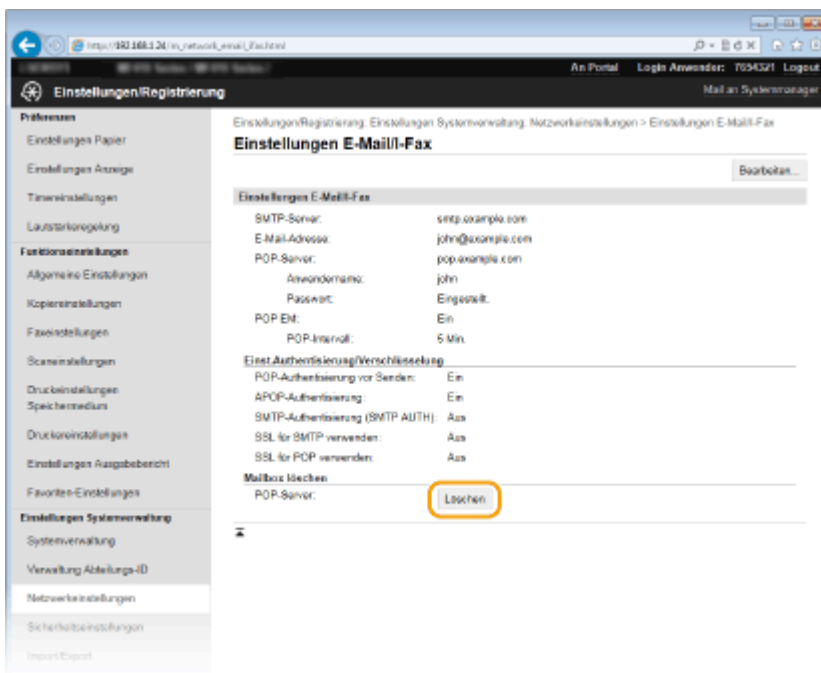 http://192.168.1.24/m_network_email_ifax.html
An Portal Login Anwender: 7654321 Logout
Einstellungen/Registrierung
Mail an Systemmanager
Präferenzen
Einstellungen Papier
Einstellungen Anzeige
Timereinstellungen
Lautstärkeregelung
Funktionseinstellungen
Allgemeine Einstellungen
Kopiereinstellungen
Faxeinstellungen
Scaneinstellungen
Druckeinstellungen
Speichermedium
Druckereinstellungen
Einstellungen Ausgabebericht
Favoriten-Einstellungen
Einstellungen Systemverwaltung
Systemverwaltung
Verwaltung Abteilungs-ID
Netzwerkeinstellungen
Sicherheitseinstellungen
Import/Export
Einstellungen/Registrierung: Einstellungen Systemverwaltung: Netzwerkeinstellungen > Einstellungen E-Mail/I-Fax
Einstellungen E-Mail/I-Fax
Bearbeiten...
Einstellungen E-Mail/I-Fax
SMTP-Server: smtp.example.com
E-Mail-Adresse: john@example.com
POP-Server: pop.example.com
Anwendername: john
Passwort: Eingestellt.
POP Emf.: Ein
POP-Intervall: 5 Min.
Einst.Authentisierung/Verschlüsselung
POP-Authentisierung vor Senden: Ein
APOP-Authentisierung: Ein
SMTP-Authentisierung (SMTP AUTH): Aus
SSL für SMTP verwenden: Aus
SSL für POP verwenden: Aus
Mailbox löschen
POP-Server: Löschen